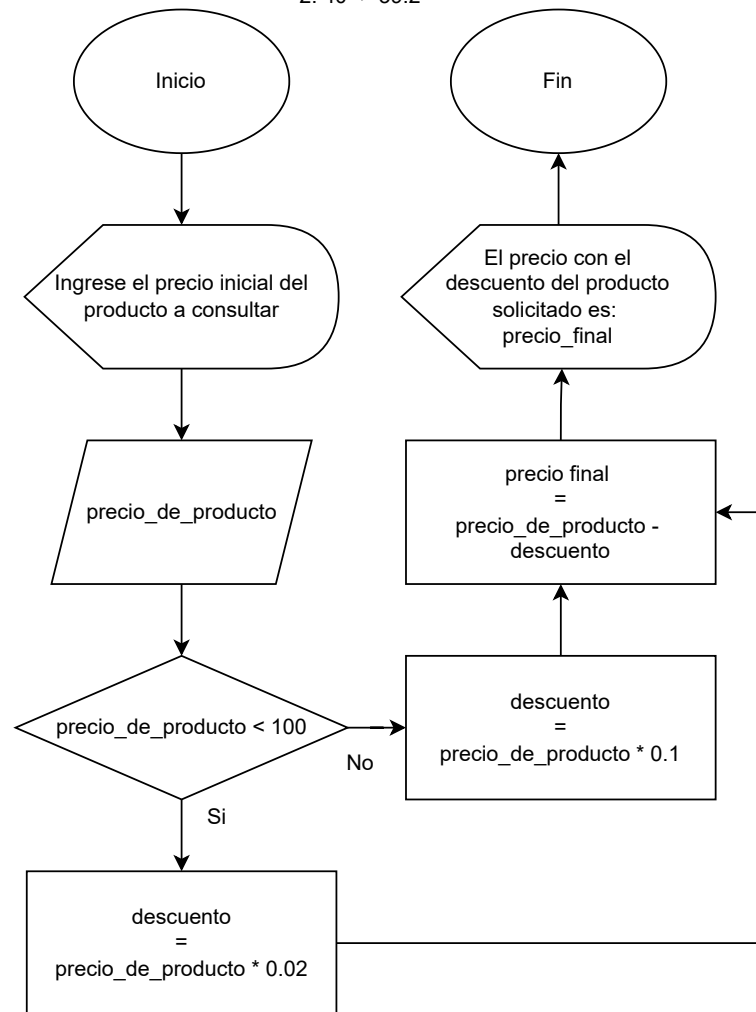 Inicio
Fin
Ingrese el precio inicial del
producto a consultar
El precio con el
descuento del producto
solicitado es:
precio_final
precio_de_producto
precio final
=
precio_de_producto -
descuento
precio_de_producto < 100
No
descuento
=
precio_de_producto * 0.1
Si
descuento
=
precio_de_producto * 0.02